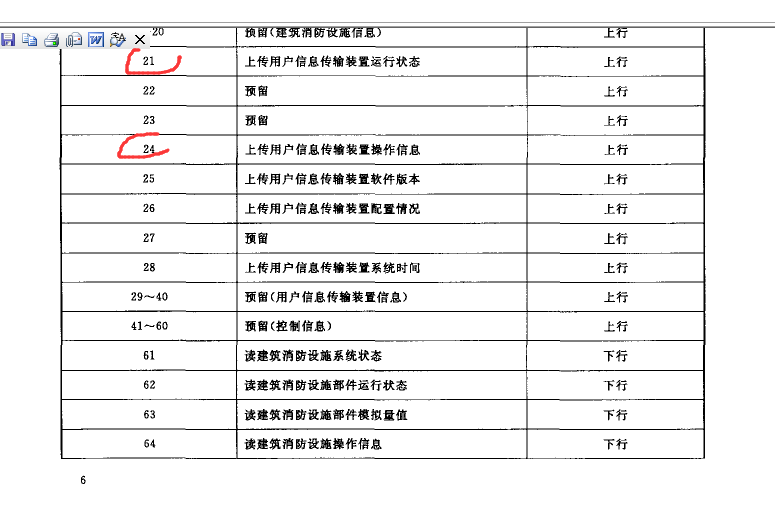 20 预留(建筑消防设施信息) 上行
21 上传用户信息传输装置运行状态 上行
22 预留 上行
23 预留 上行
24 上传用户信息传输装置操作信息 上行
25 上传用户信息传输装置软件版本 上行
26 上传用户信息传输装置配置情况 上行
27 预留 上行
28 上传用户信息传输装置系统时间 上行
29～40 预留(用户信息传输装置信息) 上行
41～60 预留(控制信息) 上行
61 读建筑消防设施系统状态 下行
62 读建筑消防设施部件运行状态 下行
63 读建筑消防设施部件模拟量值 下行
64 读建筑消防设施操作信息 下行
6